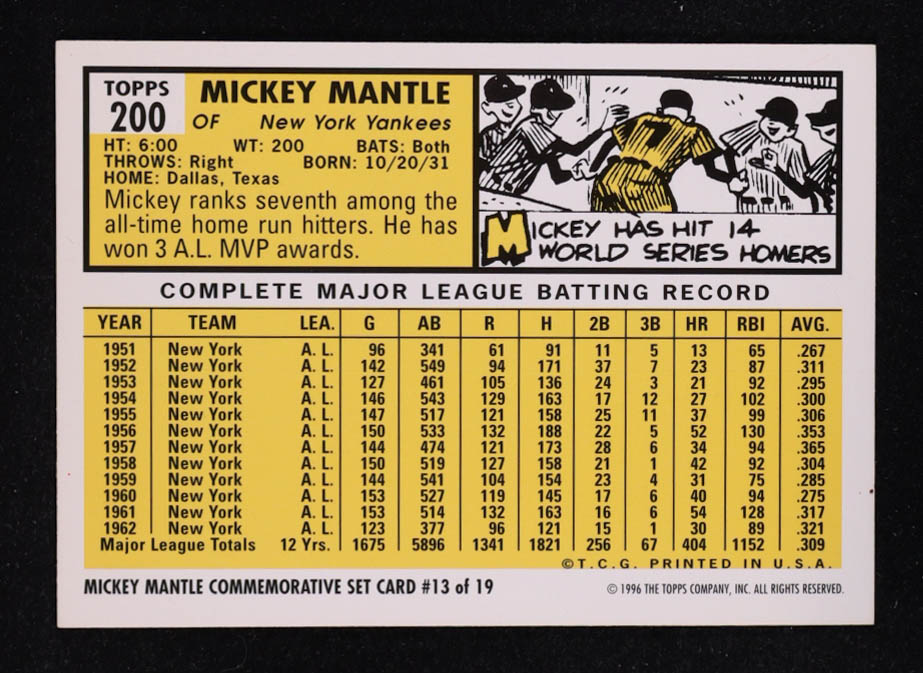 TOPPS
200
MICKEY MANTLE
OF New York Yankees
HT: 6:00 WT: 200 BATS: Both
THROWS: Right BORN: 10/20/31
HOME: Dallas, Texas
Mickey ranks seventh among the
all-time home run hitters. He has
won 3 A.L. MVP awards.
7
MICKEY HAS HIT 14
WORLD SERIES HOMERS
COMPLETE MAJOR LEAGUE BATTING RECORD
YEAR TEAM LEA. G AB R H 2B 3B HR RBI AVG.
1951 New York A. L. 96 341 61 91 11 5 13 65 .267
1952 New York A. L. 142 549 94 171 37 7 23 87 .311
1953 New York A. L. 127 461 105 136 24 3 21 92 .295
1954 New York A. L. 146 543 129 163 17 12 27 102 .300
1955 New York A. L. 147 517 121 158 25 11 37 99 .306
1956 New York A. L. 150 533 132 188 22 5 52 130 .353
1957 New York A. L. 144 474 121 173 28 6 34 94 .365
1958 New York A. L. 150 519 127 158 21 1 42 92 .304
1959 New York A. L. 144 541 104 154 23 4 31 75 .285
1960 New York A. L. 153 527 119 145 17 6 40 94 .275
1961 New York A. L. 153 514 132 163 16 6 54 128 .317
1962 New York A. L. 123 377 96 121 15 1 30 89 .321
Major League Totals 12 Yrs. 1675 5896 1341 1821 256 67 404 1152 .309
©T.C.G. PRINTED IN U.S.A.
MICKEY MANTLE COMMEMORATIVE SET CARD #13 of 19 © 1996 THE TOPPS COMPANY, INC. ALL RIGHTS RESERVED.